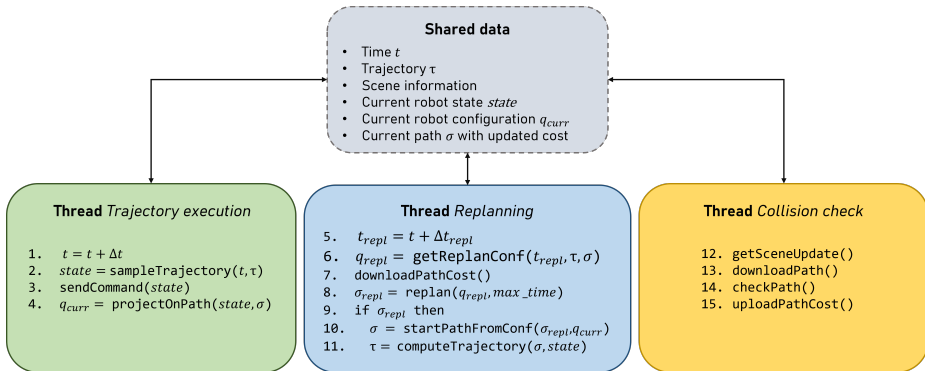 Shared data
• Time t
• Trajectory τ
• Scene information
• Current robot state state
• Current robot configuration q_curr
• Current path σ with updated cost
Thread Trajectory execution
1. t = t + Δt
2. state = sampleTrajectory(t, τ)
3. sendCommand(state)
4. q_curr = projectOnPath(state, σ)
Thread Replanning
5. t_repl = t + Δt_repl
6. q_repl = getReplanConf(t_repl, τ, σ)
7. downloadPathCost()
8. σ_repl = replan(q_repl, max_time)
9. if σ_repl then
10. σ = startPathFromConf(σ_repl, q_curr)
11. τ = computeTrajectory(σ, state)
Thread Collision check
12. getSceneUpdate()
13. downloadPath()
14. checkPath()
15. uploadPathCost()